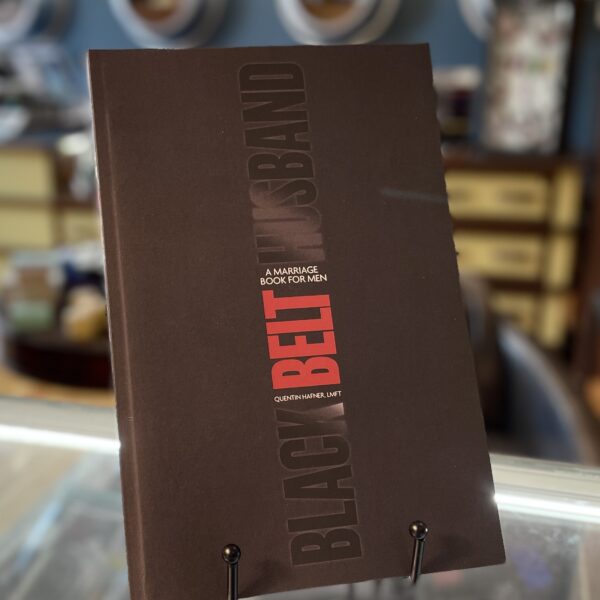 BLACK BELT HUSBAND
A MARRIAGE
BOOK FOR MEN
QUENTIN HAFNER, LMFT